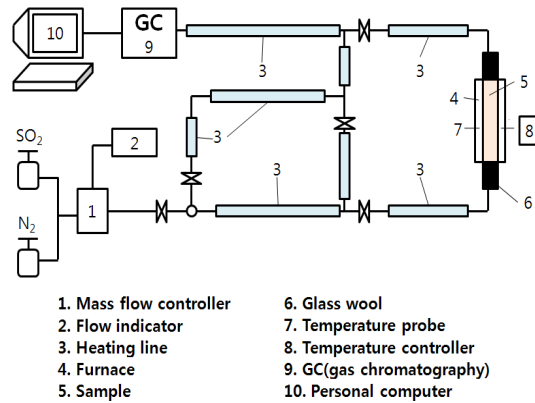 10
GC
9
3
3
5
4
7
8
SO2
2
3
3
3
1
N2
6
1. Mass flow controller
2. Flow indicator
3. Heating line
4. Furnace
5. Sample
6. Glass wool
7. Temperature probe
8. Temperature controller
9. GC(gas chromatography)
10. Personal computer